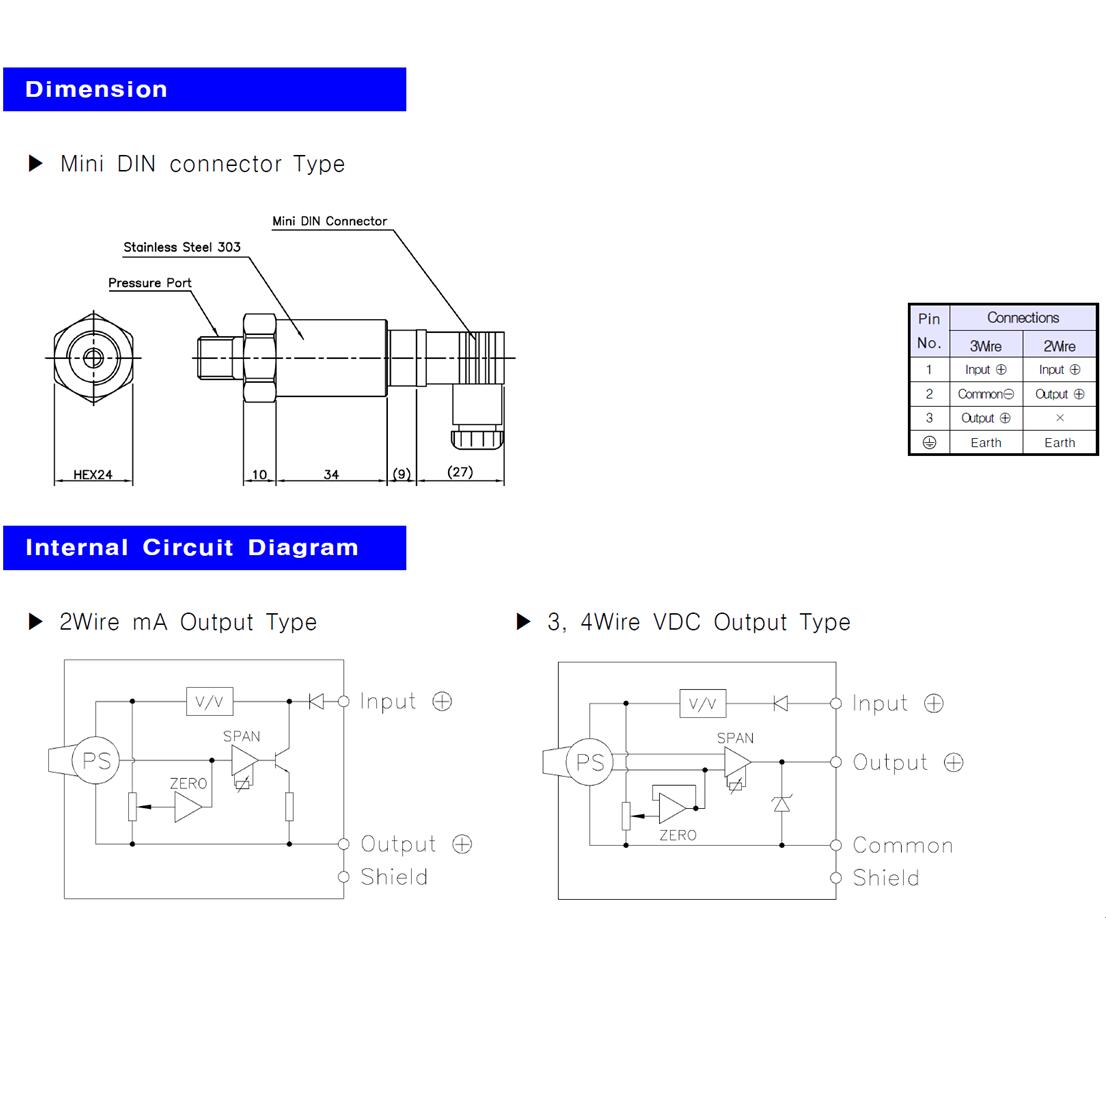 Dimension
▶ Mini DIN connector Type
Mini DIN Connector
Stainless Steel 303
Pressure Port
HEX24
10
34
(9)
(27)
Pin No. Connections
3Wire 2Wire
1 Input ⊕ Input ⊕
2 Common⊖ Output ⊕
3 Output ⊕ ×
Earth Earth
Internal Circuit Diagram
▶ 2Wire mA Output Type
V/V
Input ⊕
SPAN
PS
ZERO
Output ⊕
Shield
▶ 3, 4Wire VDC Output Type
V/V
Input ⊕
SPAN
PS
Output ⊕
ZERO
Common
Shield